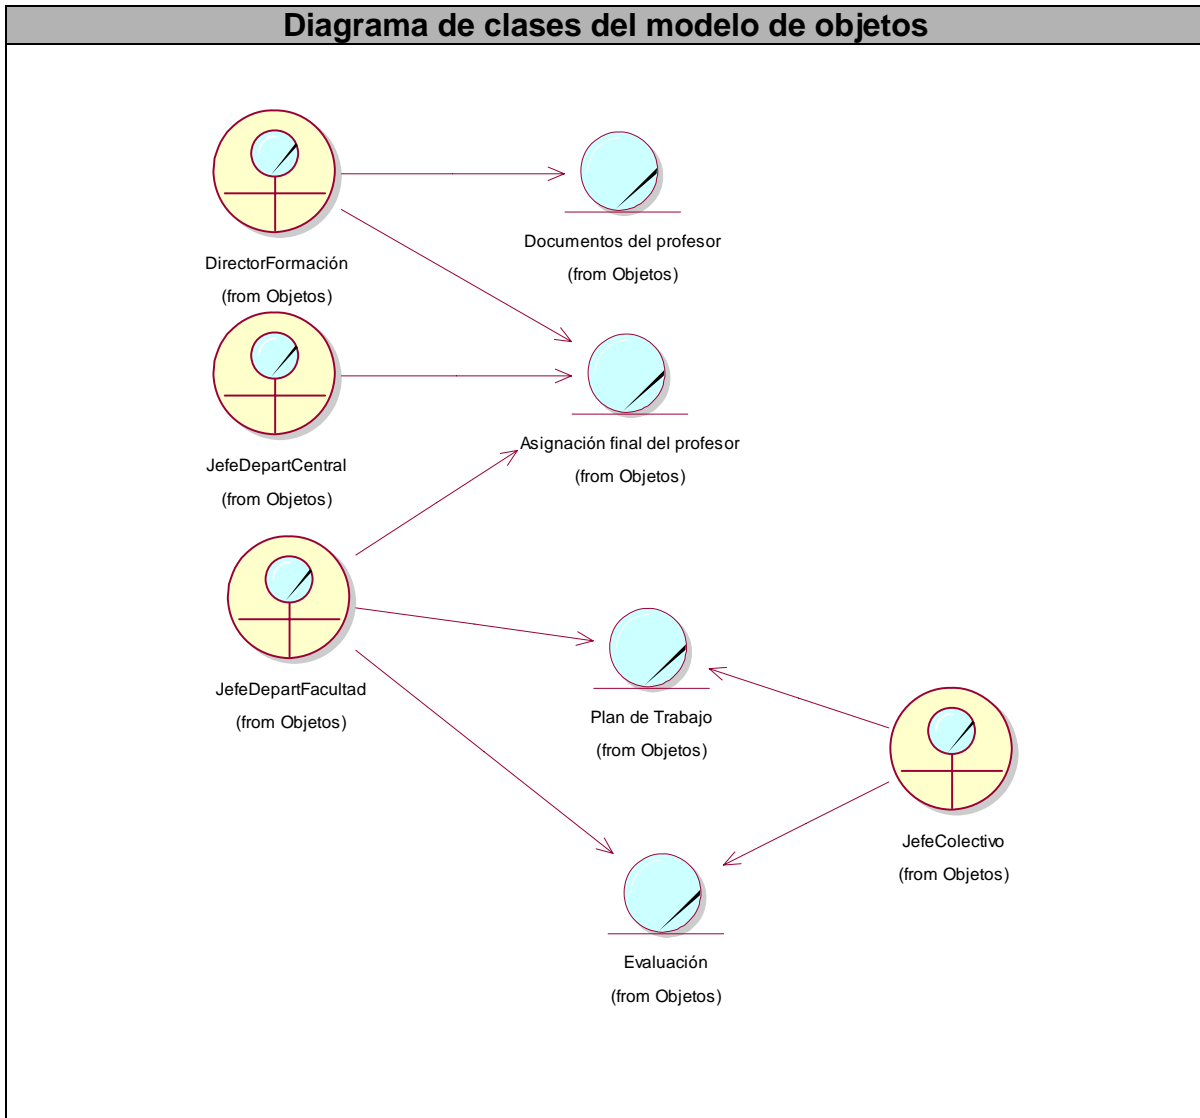 Diagrama de clases del modelo de objetos
DirectorFormación
(from Objetos)
Documentos del profesor
(from Objetos)
JefeDepartCentral
(from Objetos)
Asignación final del profesor
(from Objetos)
JefeDepartFacultad
(from Objetos)
Plan de Trabajo
(from Objetos)
JefeColectivo
(from Objetos)
Evaluación
(from Objetos)